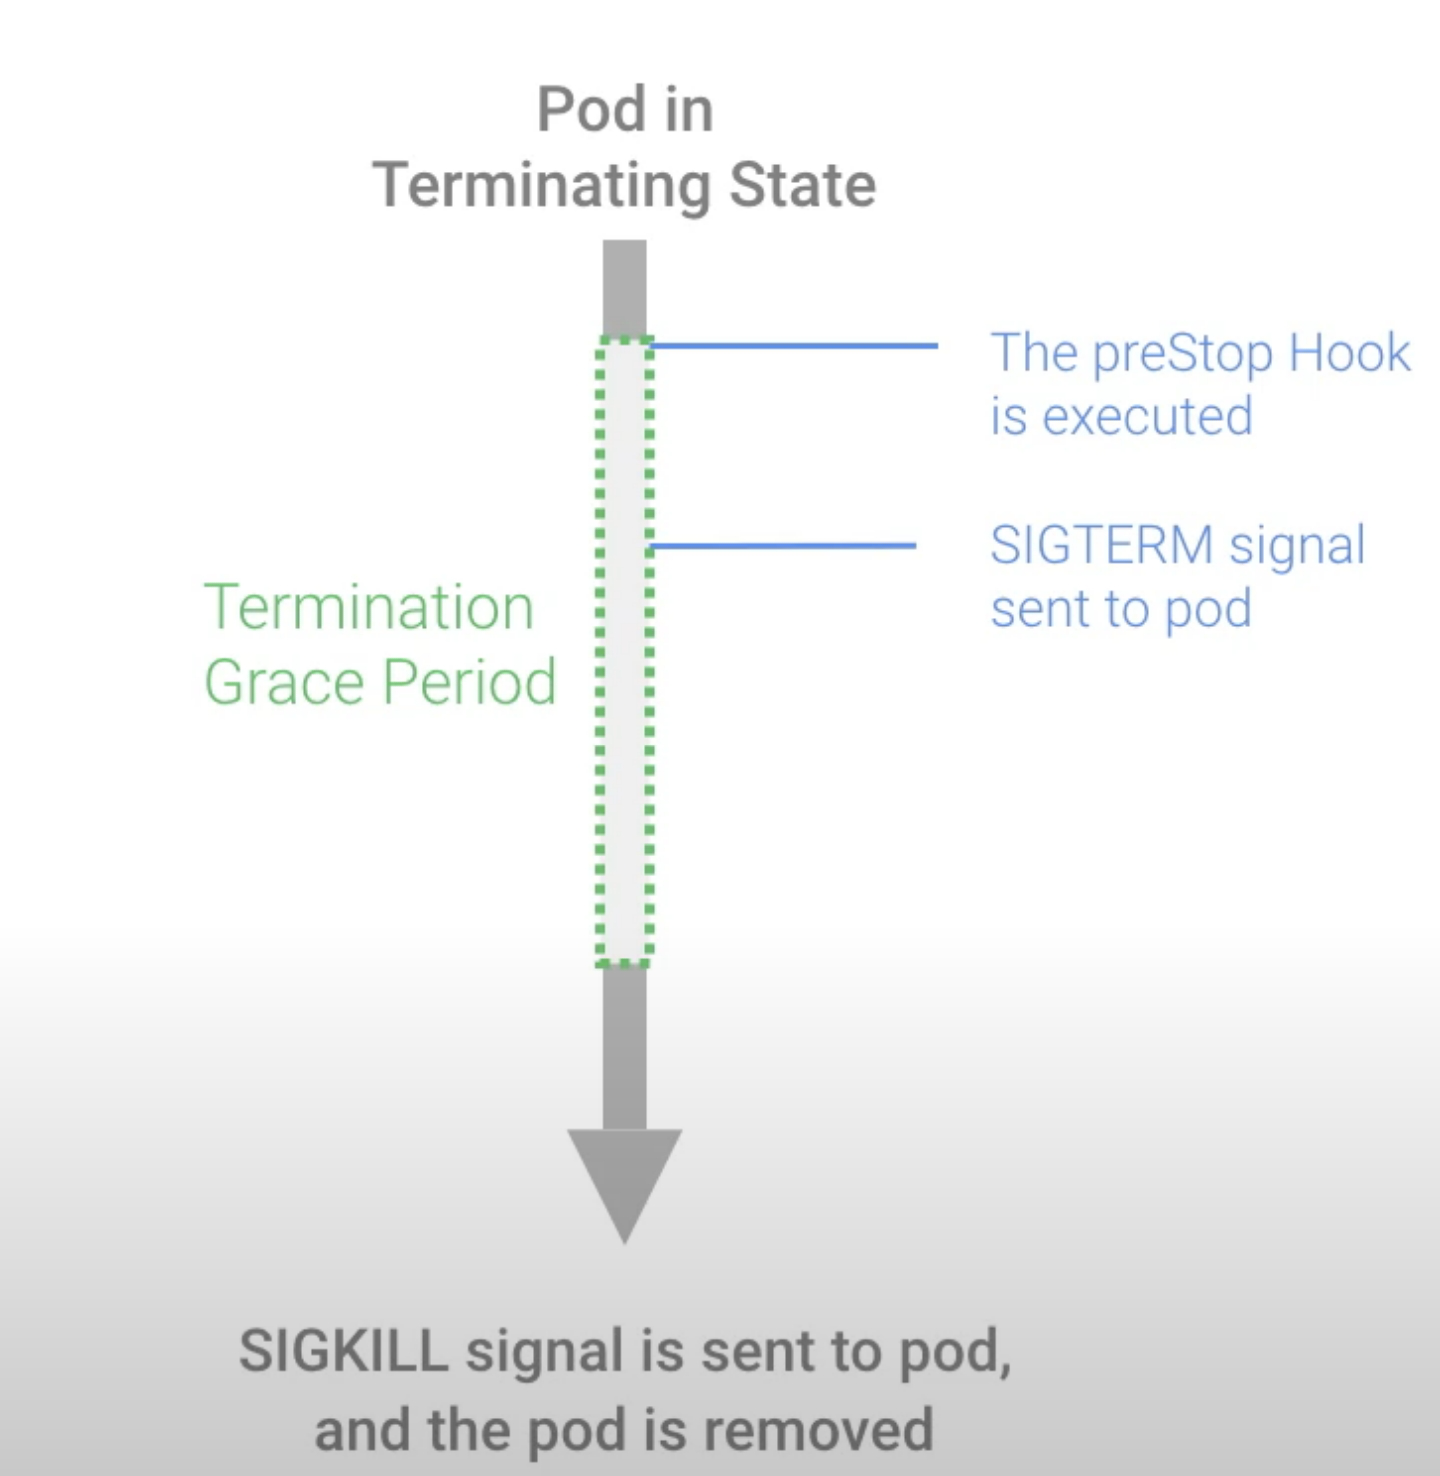 Pod in
Terminating State
The preStop Hook
is executed
SIGTERM signal
sent to pod
Termination
Grace Period
SIGKILL signal is sent to pod,
and the pod is removed